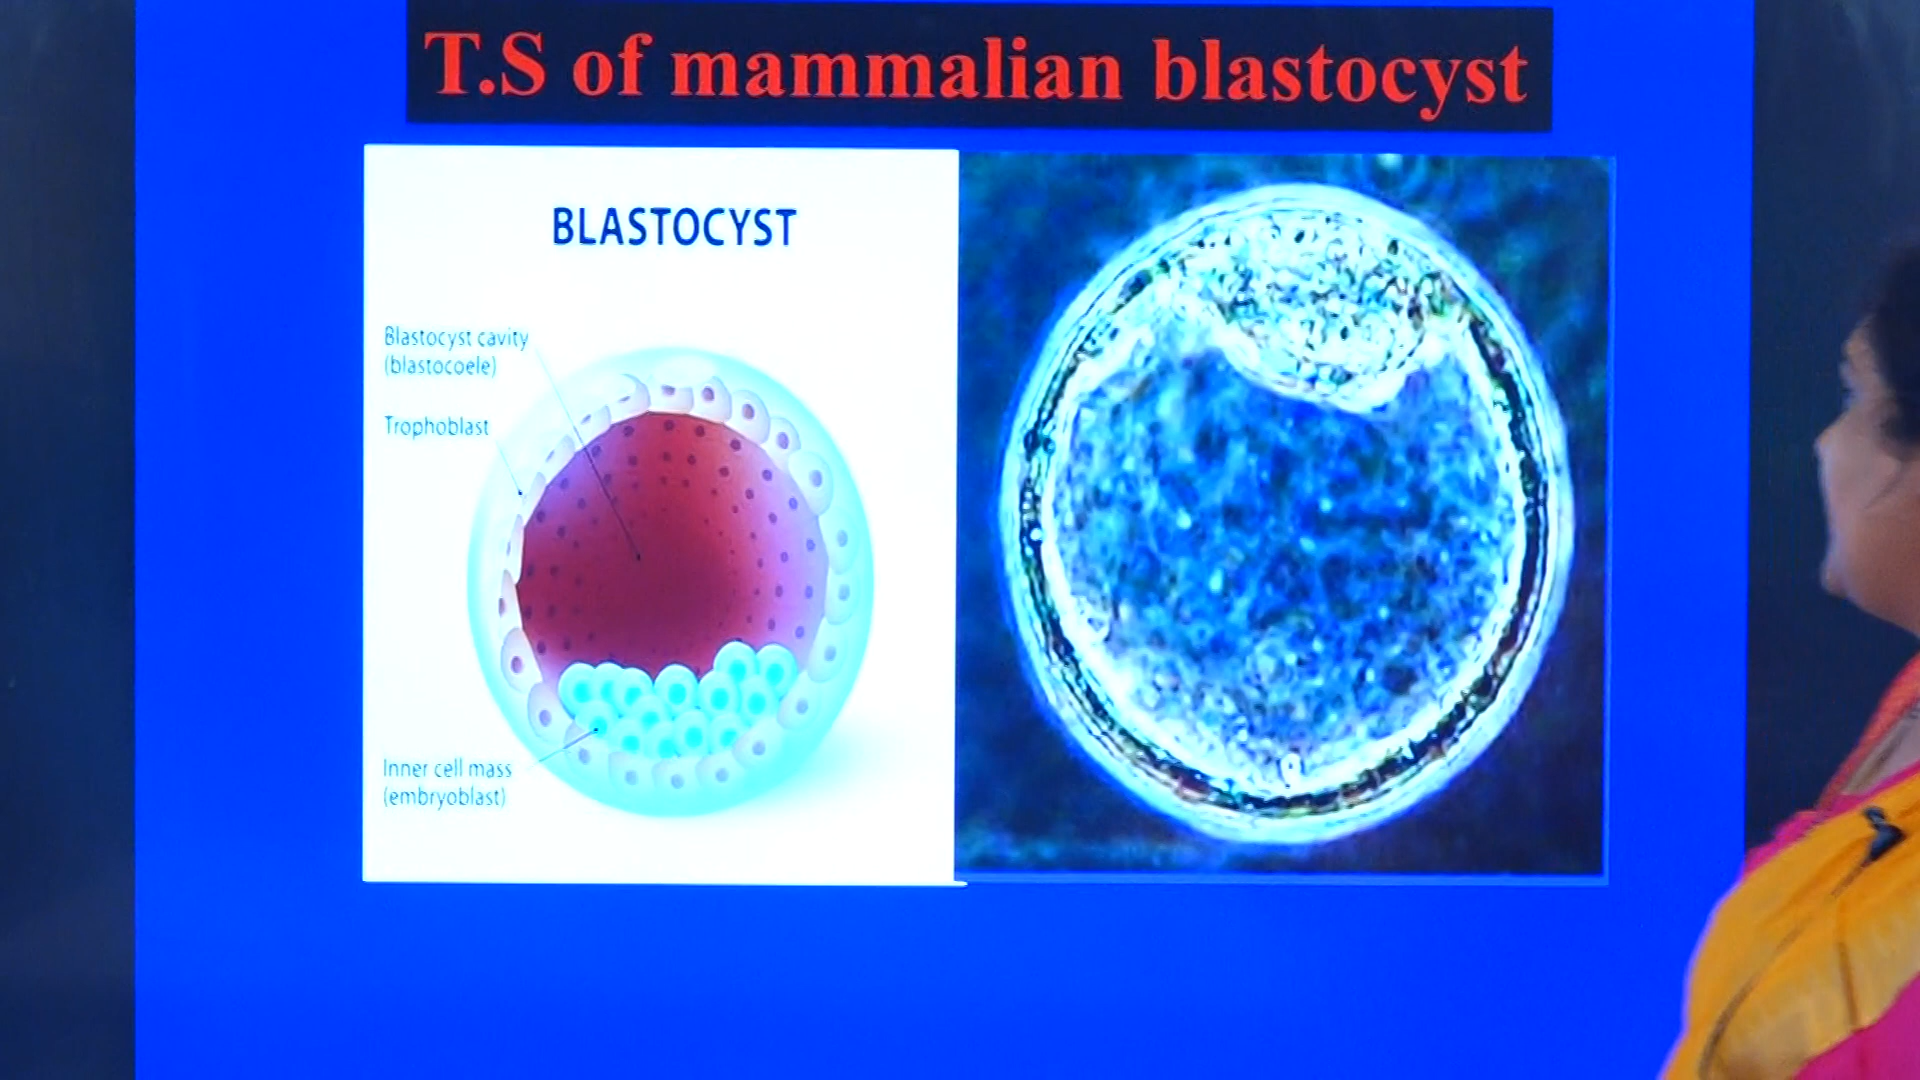 T.S of mammalian blastocyst
BLASTOCYST
Blastocyst cavity
(blastocoele)
Trophoblast
Inner cell mass
(embryoblast)